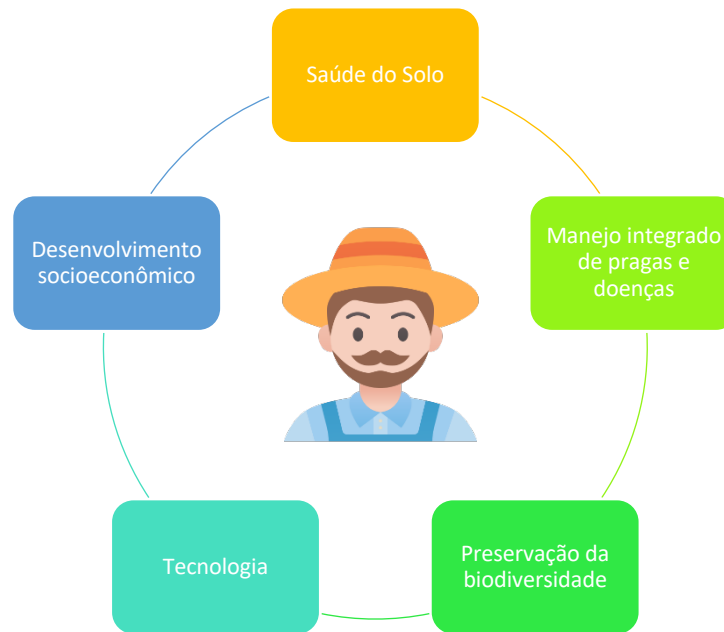 Saúde do Solo
Manejo integrado
de pragas e
doenças
Preservação da
biodiversidade
Tecnologia
Desenvolvimento
socioeconômico